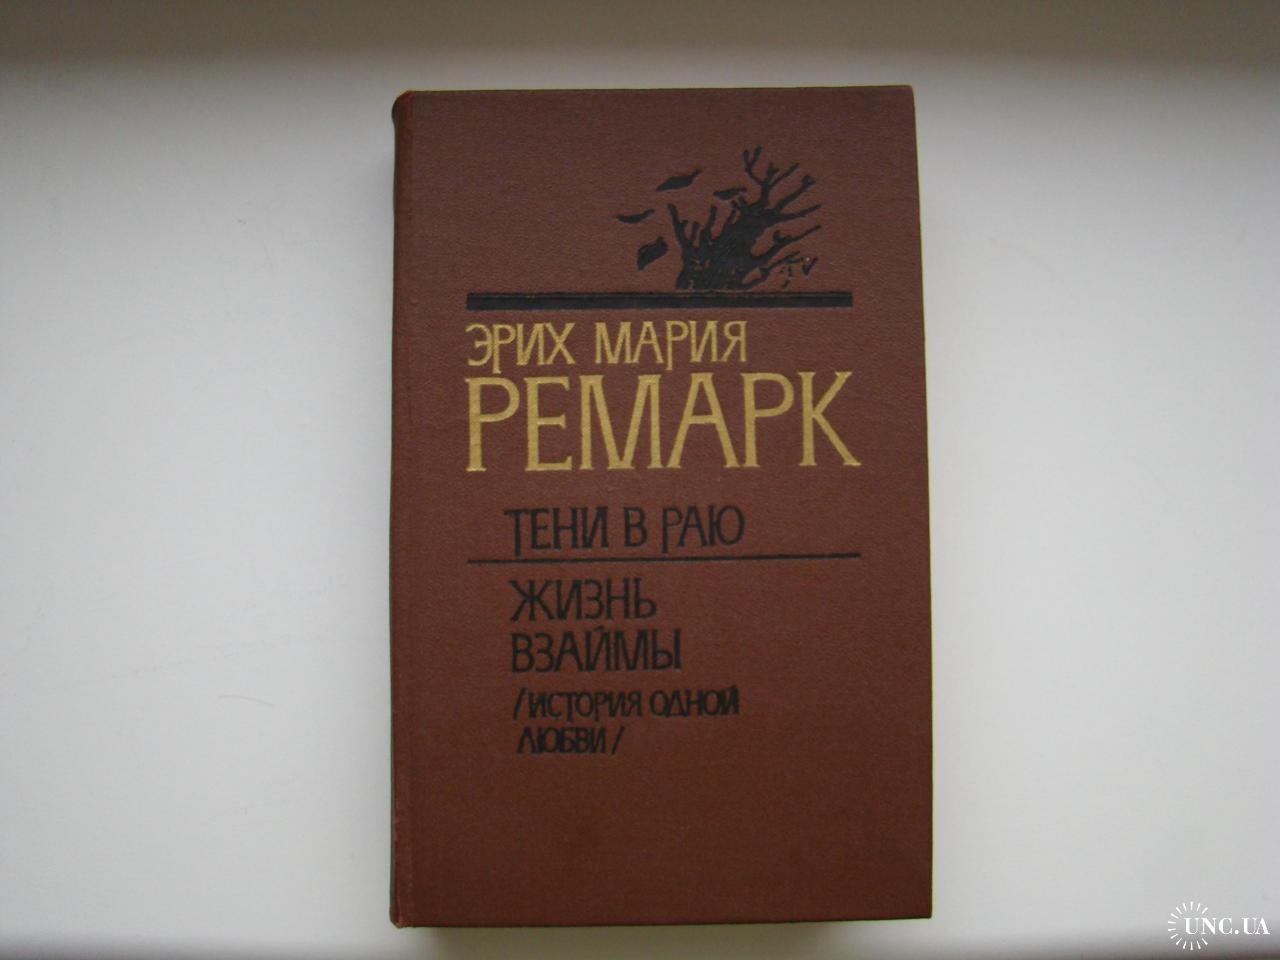 ЭРИХ МАРИЯ
РЕМАРК
ТЕНИ В РАЮ
ЖИЗНЬ
ВЗАЙМЫ
/ИСТОРИЯ ОДНОЙ
ЛЮБВИ/
UNC.UA